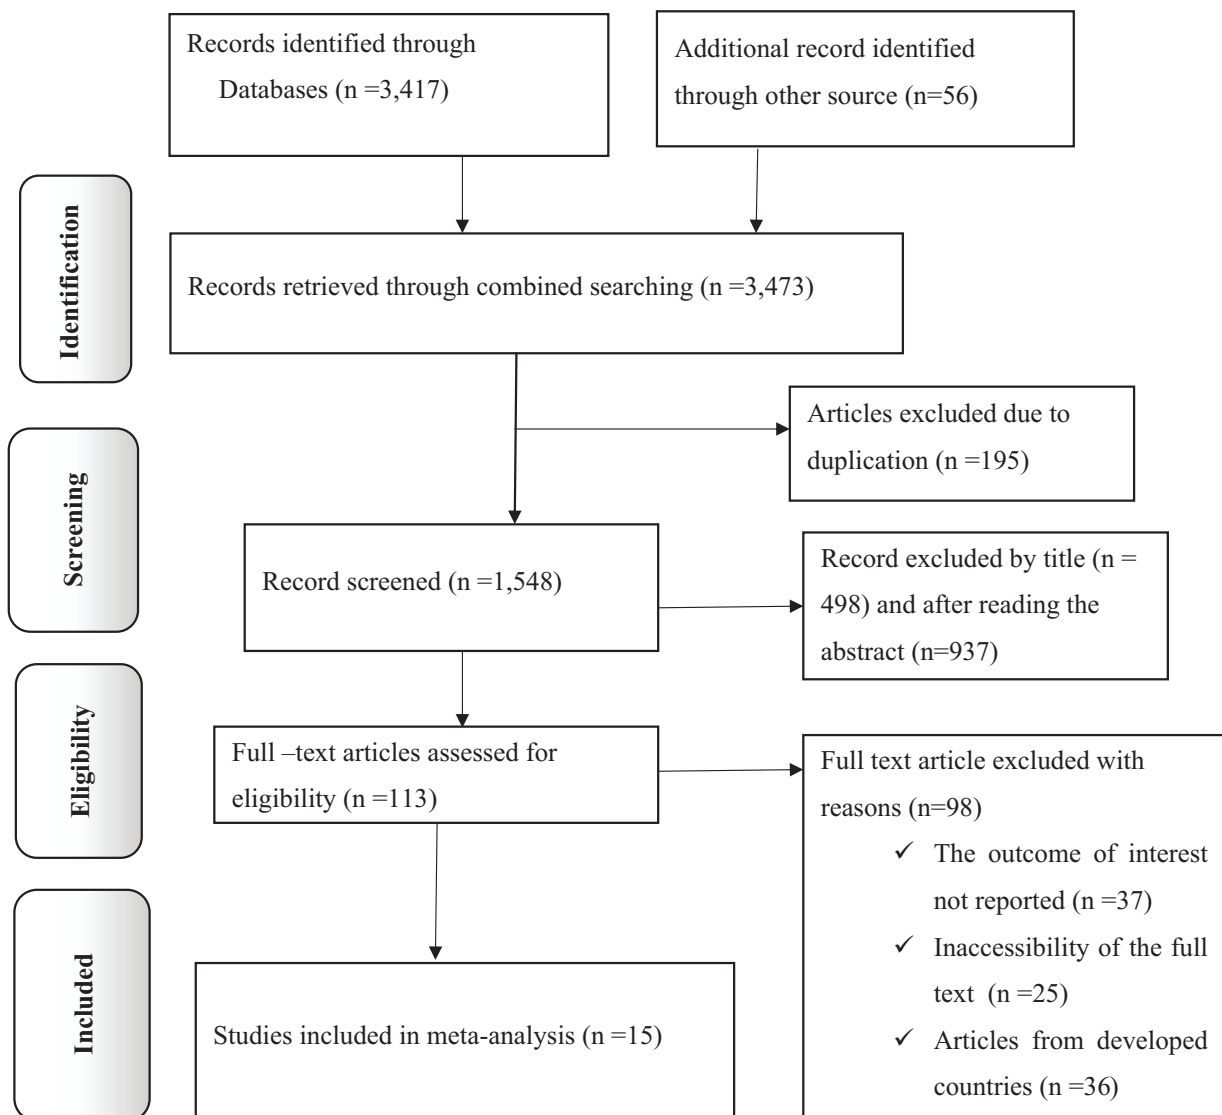 Records identified through
Databases (n =3,417)
Additional record identified
through other source (n=56)
Identification
Records retrieved through combined searching (n =3,473)
Articles excluded due to
duplication (n =195)
Screening
Record screened (n =1,548)
Record excluded by title (n =
498) and after reading the
abstract (n=937)
Eligibility
Full –text articles assessed for
eligibility (n =113)
Full text article excluded with
reasons (n=98)
✓ The outcome of interest
not reported (n =37)
✓ Inaccessibility of the full
text (n =25)
✓ Articles from developed
countries (n =36)
Included
Studies included in meta-analysis (n =15)